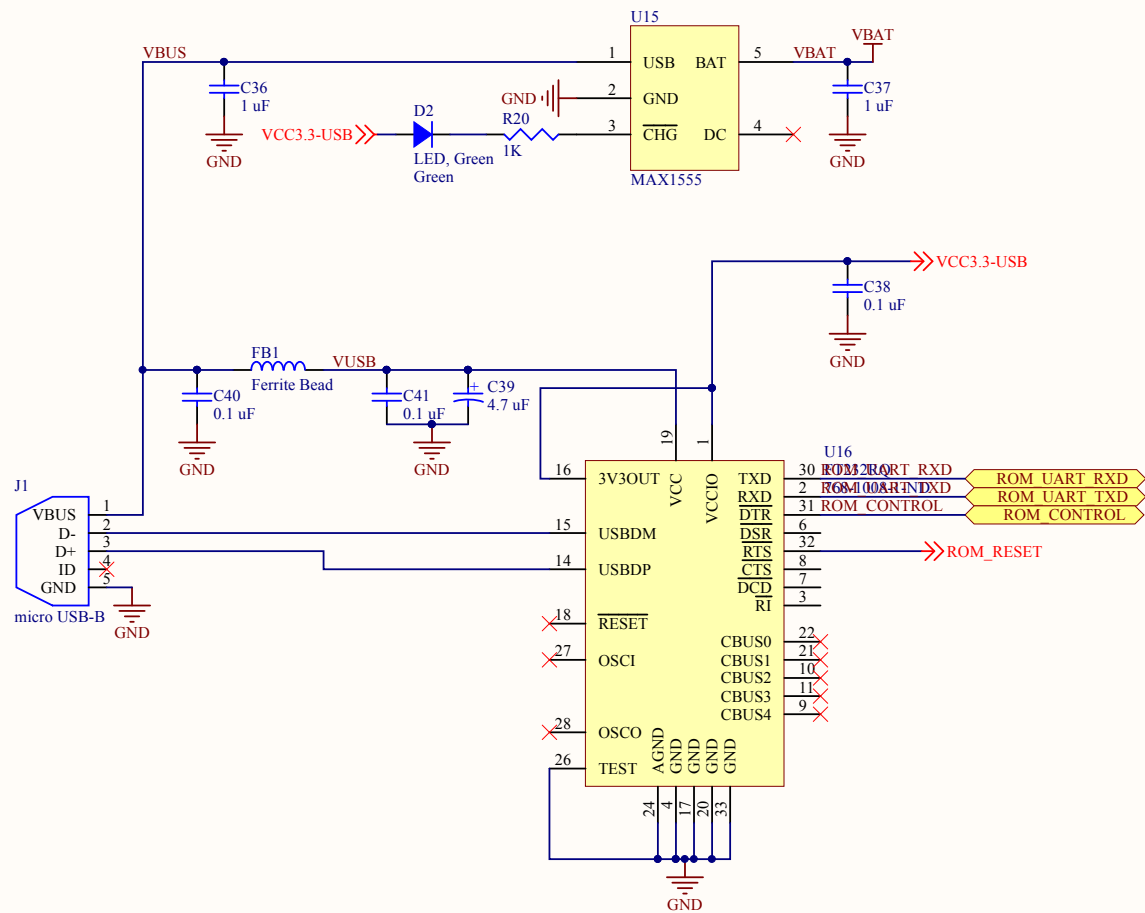 U15
VBUS
1
USB
BAT
5
VBAT
VBAT
C36
1 uF
GND
2
GND
C37
1 uF
GND
GND
VCC3.3-USB
D2
LED, Green
Green
R20
1K
3
CHG
DC
4
MAX1555
VCC3.3-USB
C38
0.1 uF
GND
FB1
Ferrite Bead
VUSB
C40
0.1 uF
GND
C41
0.1 uF
C39
4.7 uF
GND
19
1
U16
J1
VBUS
1
D-
2
D+
3
ID
4
GND
5
micro USB-B
GND
16
3V3OUT
VCC
VCCIO
15
USBDM
14
USBDP
18
RESET
27
OSCI
28
OSCO
26
TEST
TXD
30
ROM_UART_RXD
RXD
2
ROM_UART_TXD
DTR
31
ROM_CONTROL
ROM_CONTROL
DSR
6
RTS
32
ROM_RESET
CTS
8
DCD
7
RI
3
CBUS0
22
CBUS1
21
CBUS2
10
CBUS3
11
CBUS4
9
AGND
GND
GND
GND
GND
24
4
17
20
33
GND